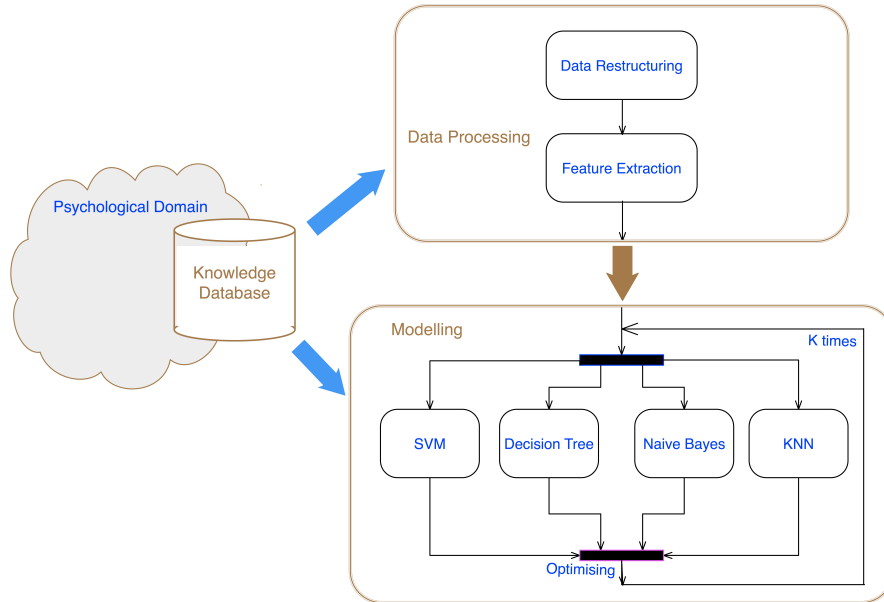 Data Restructuring
Data Processing
Feature Extraction
Psychological Domain
Knowledge
Database
Modelling
K times
SVM
Decision Tree
Naive Bayes
KNN
Optimising